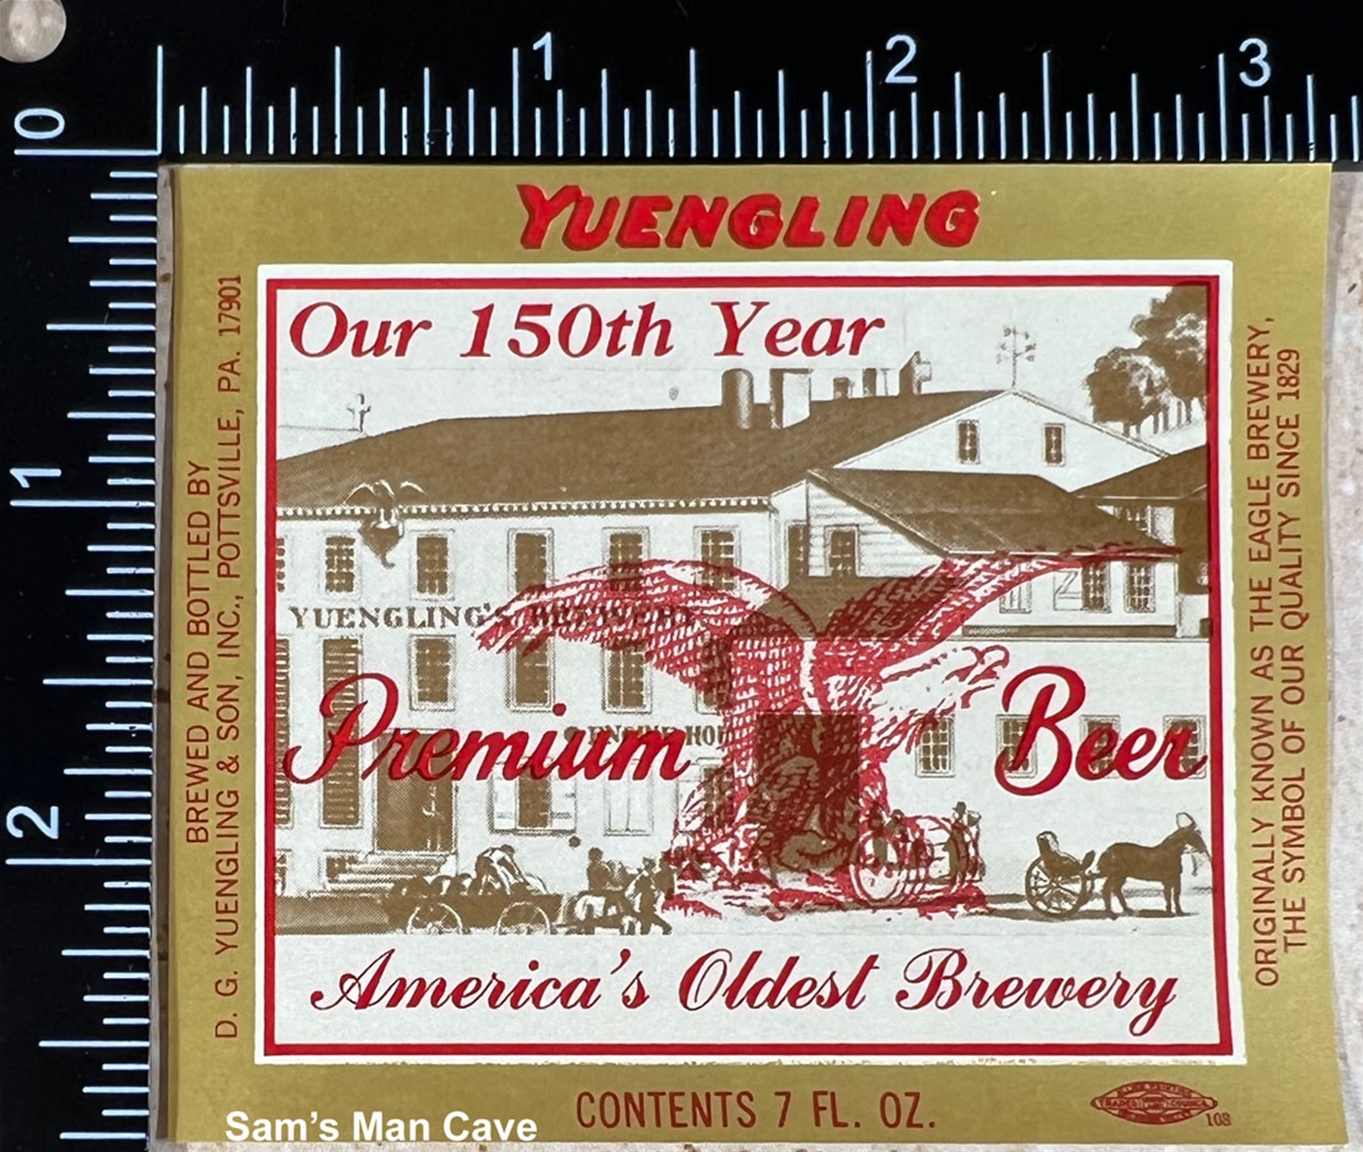 1 2 3
0
1
2
YUENGLING
Our 150th Year
YUENGLING'S BREWERY
Premium Beer
America's Oldest Brewery
BREWED AND BOTTLED BY
D. G. YUENGLING & SON, INC., POTTSVILLE, PA. 17901
ORIGINALLY KNOWN AS THE EAGLE BREWERY,
THE SYMBOL OF OUR QUALITY SINCE 1829
CONTENTS 7 FL. OZ.
108
Sam's Man Cave